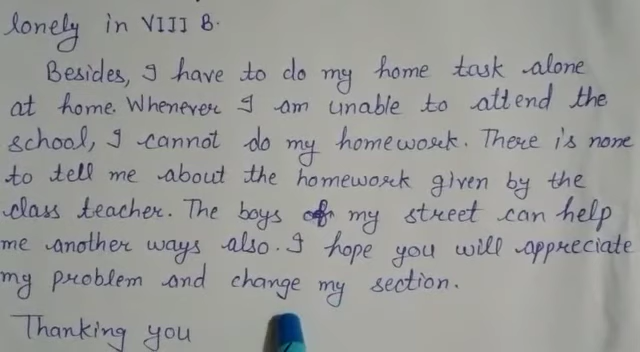 lonely in VIII B.
Besides, I have to do my home task alone
at home. Whenever I am unable to attend the
school, I cannot do my homework. There is none
to tell me about the homework given by the
class teacher. The boys of my street can help
me another ways also. I hope you will appreciate
my problem and change my section.
Thanking you